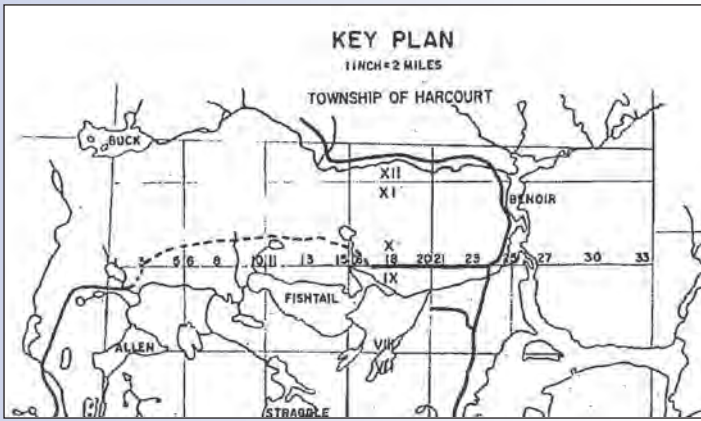 KEY PLAN
1 INCH = 2 MILES
TOWNSHIP OF HARCOURT
BUCK
XII
XI
BENOIR
X
5 6 8 10 11 13 15 18 20 21 23 25 27 30 33
IX
FISHTAIL
VIII
ALLEN
VII
STRAGGLE